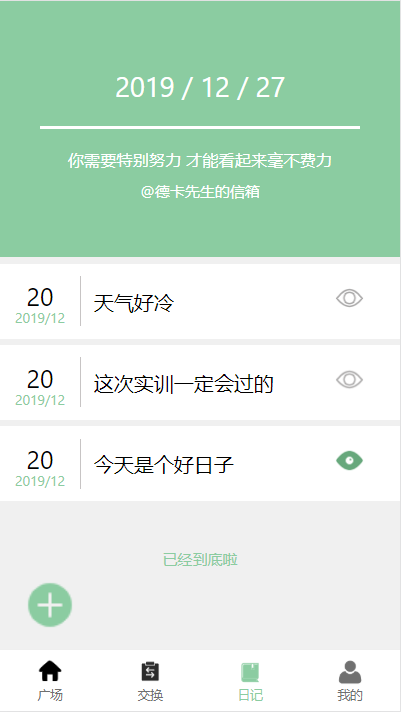 2019 / 12 / 27
你需要特别努力 才能看起来毫不费力
@德卡先生的信箱
20
2019/12
天气好冷
20
2019/12
这次实训一定会过的
20
2019/12
今天是个好日子
已经到底啦
广场 交换 日记 我的